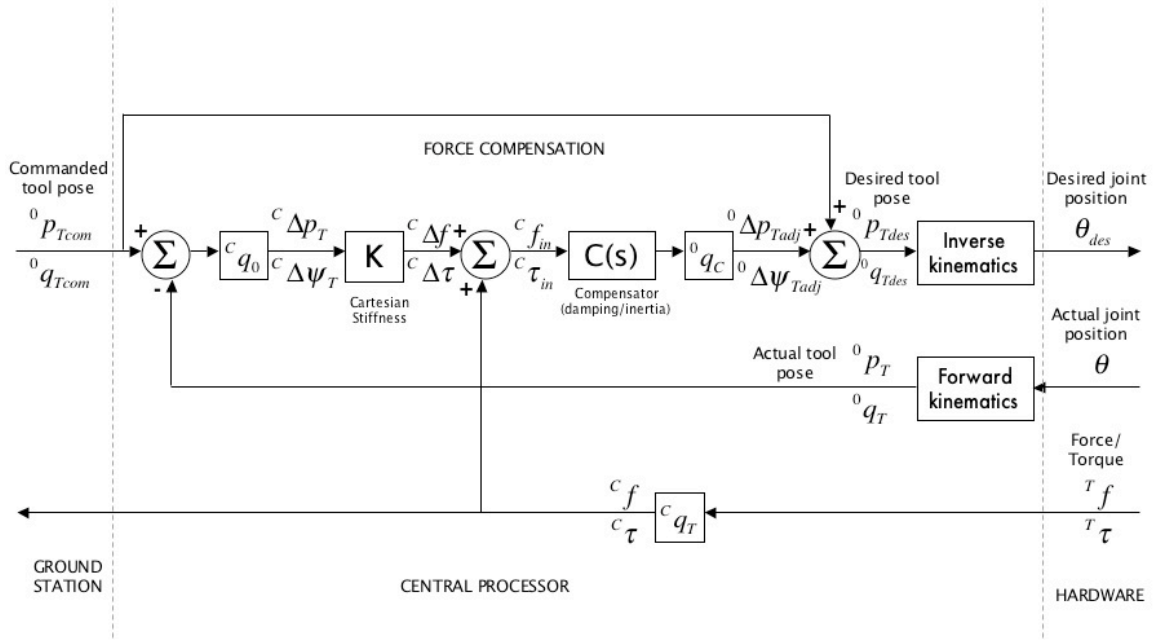 FORCE COMPENSATION
Commanded
tool pose
⁰p_Tcom
⁰q_Tcom
+
Σ
-
ᶜq₀
ᶜΔp_T
ᶜΔψ_T
K
Cartesian
Stiffness
ᶜΔf
ᶜΔτ
+
Σ
+
ᶜf_in
ᶜτ_in
C(s)
Compensator
(damping/inertia)
⁰q_C
⁰Δp_Tadj
⁰Δψ_Tadj
+
+
Σ
Desired tool
pose
⁰p_Tdes
⁰q_Tdes
Inverse
kinematics
Desired joint
position
θ_des
Actual joint
position
θ
Forward
kinematics
Actual tool
pose
⁰p_T
⁰q_T
Force/
Torque
ᵀf
ᵀτ
ᶜq_T
ᶜf
ᶜτ
GROUND
STATION
CENTRAL PROCESSOR
HARDWARE